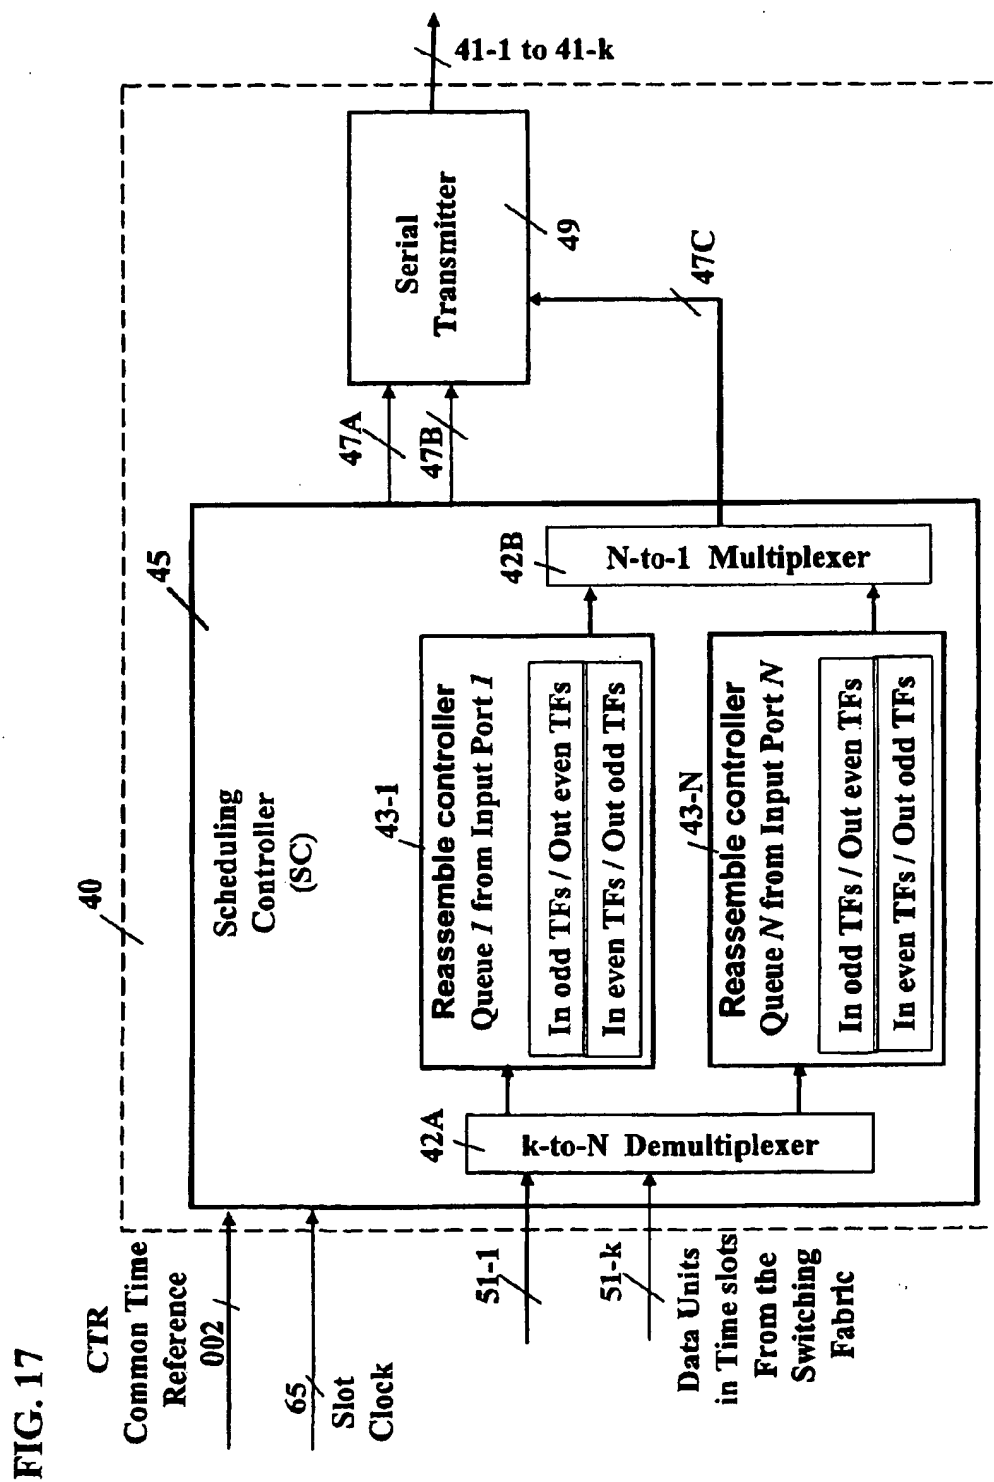 FIG. 17
CTR
Common Time
Reference
002
65
Slot
Clock
51-1
51-k
Data Units
in Time slots
From the
Switching
Fabric
40
45
Scheduling
Controller
(SC)
42A
k-to-N Demultiplexer
43-1
Reassemble controller
Queue 1 from Input Port 1
In odd TFs / Out even TFs
In even TFs / Out odd TFs
43-N
Reassemble controller
Queue N from Input Port N
In odd TFs / Out even TFs
In even TFs / Out odd TFs
42B
N-to-1 Multiplexer
47A
47B
47C
Serial
Transmitter
49
41-1 to 41-k